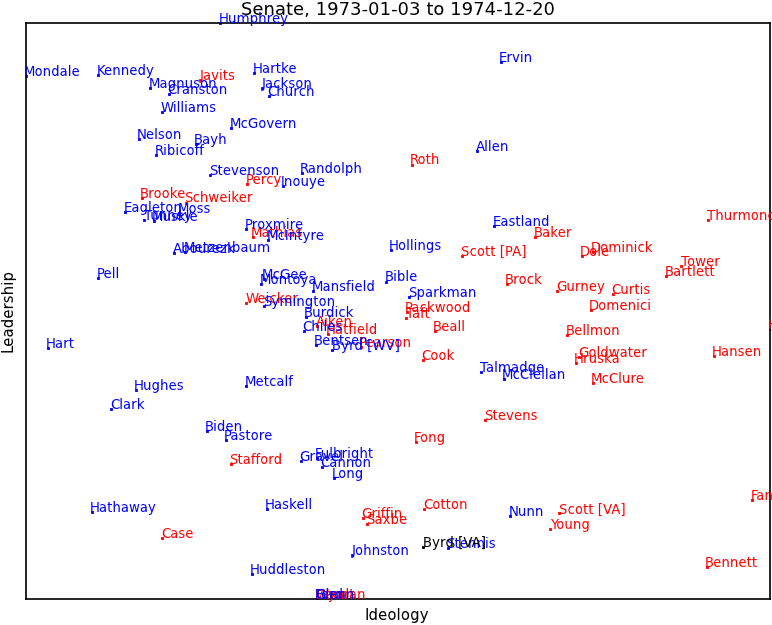 Senate, 1973-01-03 to 1974-12-20
Humphrey
Ervin
Mondale
Kennedy
Hartke
Javits
Magnuson
Jackson
Cranston
Church
Williams
McGovern
Nelson
Bayh
Allen
Ribicoff
Roth
Stevenson
Randolph
Percy
Inouye
Brooke
Schweiker
Eagleton
Moss
Tunney
Muskie
Thurmond
Proxmire
Eastland
Mathias
McIntyre
Baker
Abourezk
Metzenbaum
Hollings
Scott [PA]
Dole
Dominick
Tower
Pell
McGee
Bartlett
Montoya
Bible
Brock
Mansfield
Gurney
Curtis
Sparkman
Weicker
Symington
Packwood
Domenici
Burdick
Taft
Aiken
Chiles
Hatfield
Beall
Bellmon
Hart
Bentsen
Byrd [WV]
Pearson
Cook
Goldwater
Hansen
Hruska
Talmadge
McClellan
McClure
Hughes
Metcalf
Clark
Stevens
Biden
Pastore
Fong
Stafford
Gravel
Fulbright
Cannon
Long
Fan
Hathaway
Haskell
Cotton
Griffin
Saxbe
Nunn
Scott [VA]
Young
Case
Byrd [VA]
Stennis
Johnston
Huddleston
Bennett
Leadership
Ideology